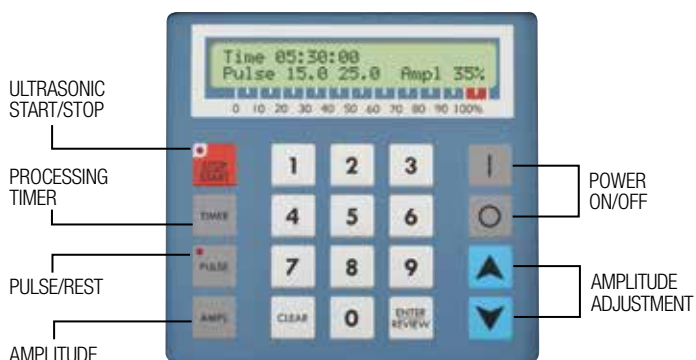 Time 05:30:00
Pulse 15.0 25.0 Ampl 35%
0 10 20 30 40 50 60 70 80 90 100%
ULTRASONIC
START/STOP
STOP
START
1 2 3
PROCESSING
TIMER
POWER
ON/OFF
TIMER
4 5 6
PULSE/REST
PULSE
7 8 9
AMPLITUDE
ADJUSTMENT
AMPLITUDE
AMPL
CLEAR
0
ENTER
REVIEW